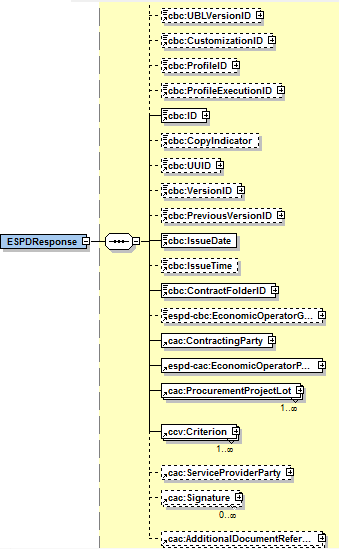 cbc:UBLVersionID
cbc:CustomizationID
cbc:ProfileID
cbc:ProfileExecutionID
cbc:ID
cbc:CopyIndicator
cbc:UUID
cbc:VersionID
cbc:PreviousVersionID
ESPDResponse
cbc:IssueDate
cbc:IssueTime
cbc:ContractFolderID
espd-cbc:EconomicOperatorG...
cac:ContractingParty
espd-cac:EconomicOperatorP...
cac:ProcurementProjectLot
1..∞
ccv:Criterion
1..∞
cac:ServiceProviderParty
cac:Signature
0..∞
cac:AdditionalDocumentRefer...